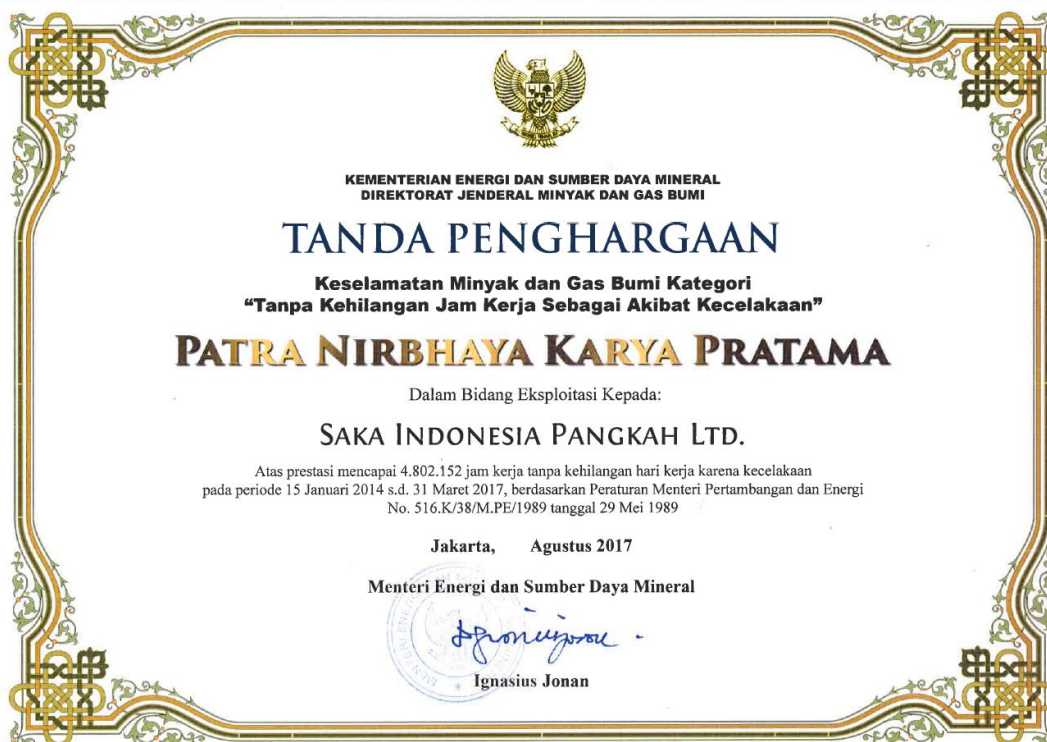 KEMENTERIAN ENERGI DAN SUMBER DAYA MINERAL
DIREKTORAT JENDERAL MINYAK DAN GAS BUMI
TANDA PENGHARGAAN
Keselamatan Minyak dan Gas Bumi Kategori
“Tanpa Kehilangan Jam Kerja Sebagai Akibat Kecelakaan”
PATRA NIRBHAYA KARYA PRATAMA
Dalam Bidang Eksploitasi Kepada:
SAKA INDONESIA PANGKAH LTD.
Atas prestasi mencapai 4.802.152 jam kerja tanpa kehilangan hari kerja karena kecelakaan
pada periode 15 Januari 2014 s.d. 31 Maret 2017, berdasarkan Peraturan Menteri Pertambangan dan Energi
No. 516.K/38/M.PE/1989 tanggal 29 Mei 1989
Jakarta, Agustus 2017
Menteri Energi dan Sumber Daya Mineral
Ignasius Jonan